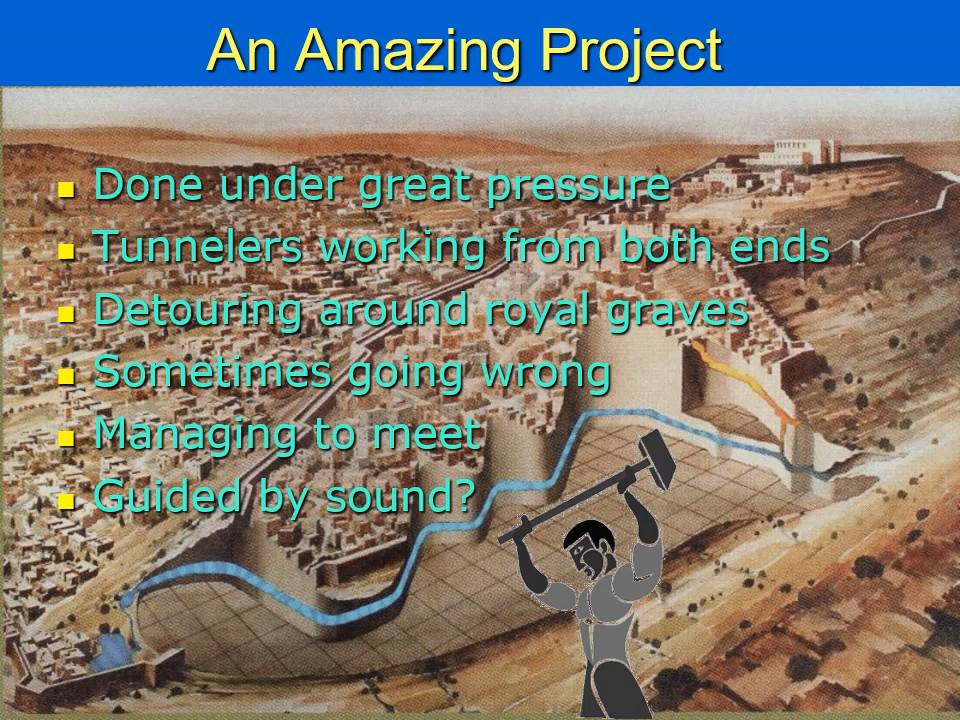 An Amazing Project
Done under great pressure
Tunnelers working from both ends
Detouring around royal graves
Sometimes going wrong
Managing to meet
Guided by sound?